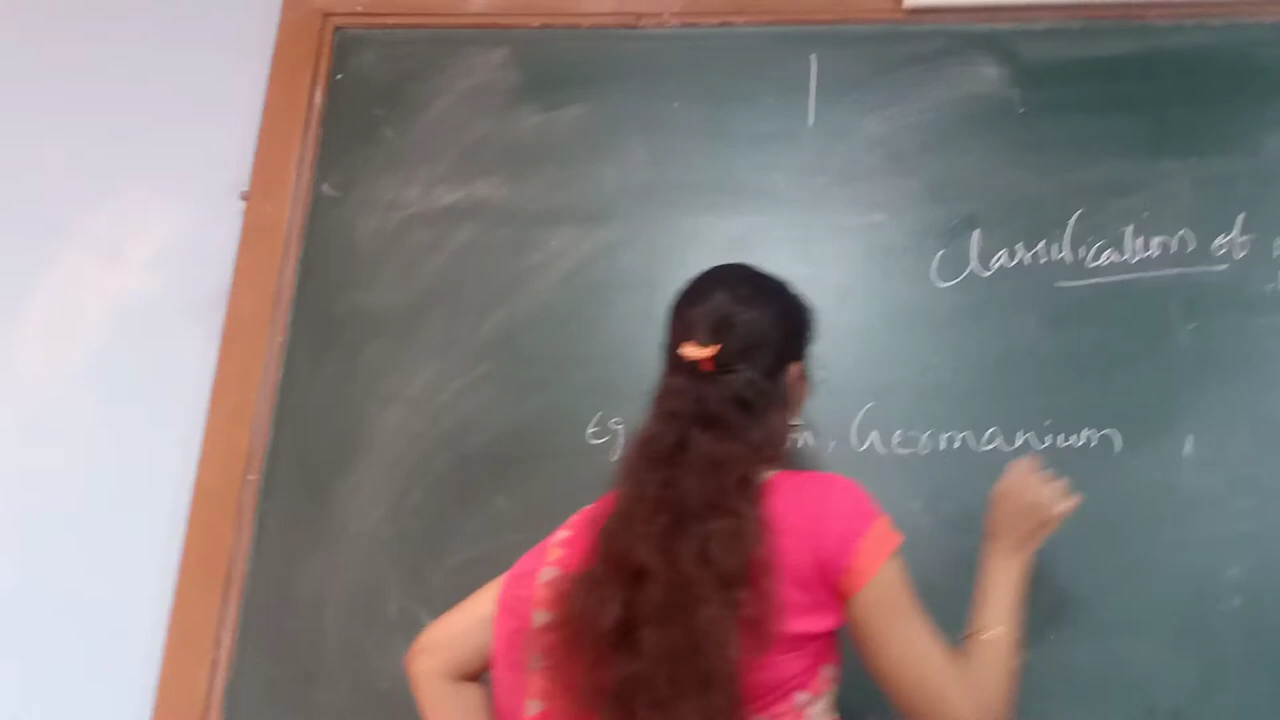 Classification of
Eg
n, Germanium